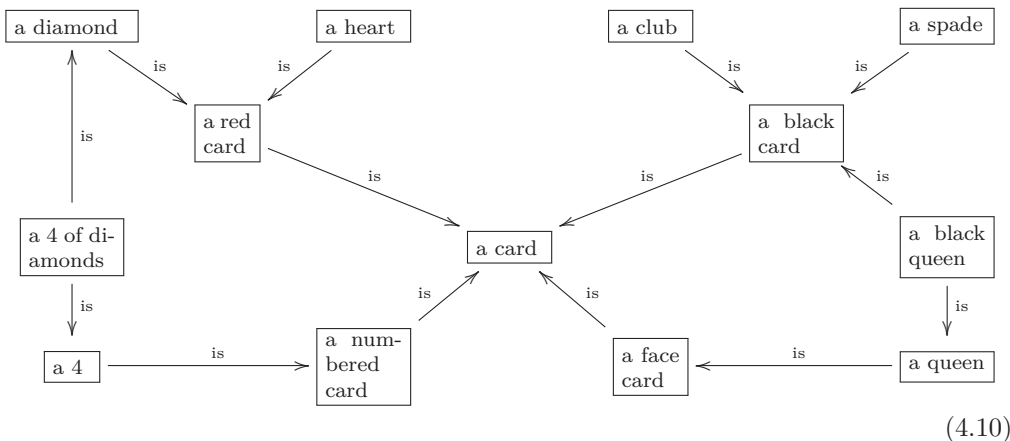 a diamond
a heart
a club
a spade
is
is
is
is
a red
card
a black
card
is
is
is
is
a 4 of di-
amonds
a card
a black
queen
is
is
is
is
a 4
is
a num-
bered
card
a face
card
is
a queen
(4.10)